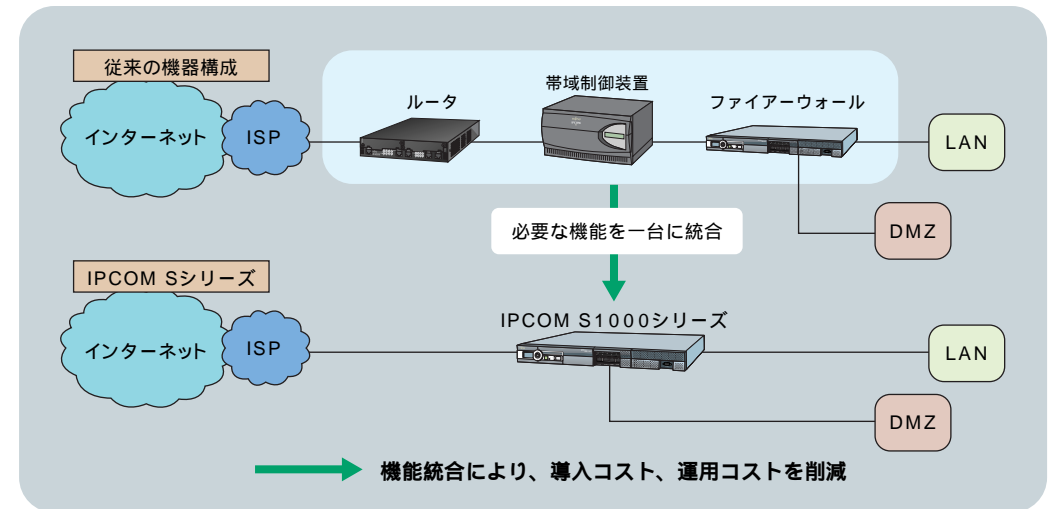 従来の機器構成
インターネット
ISP
ルータ
帯域制御装置
ファイアーウォール
LAN
DMZ
必要な機能を一台に統合
IPCOM Sシリーズ
インターネット
ISP
IPCOM S1000シリーズ
LAN
DMZ
機能統合により、導入コスト、運用コストを削減